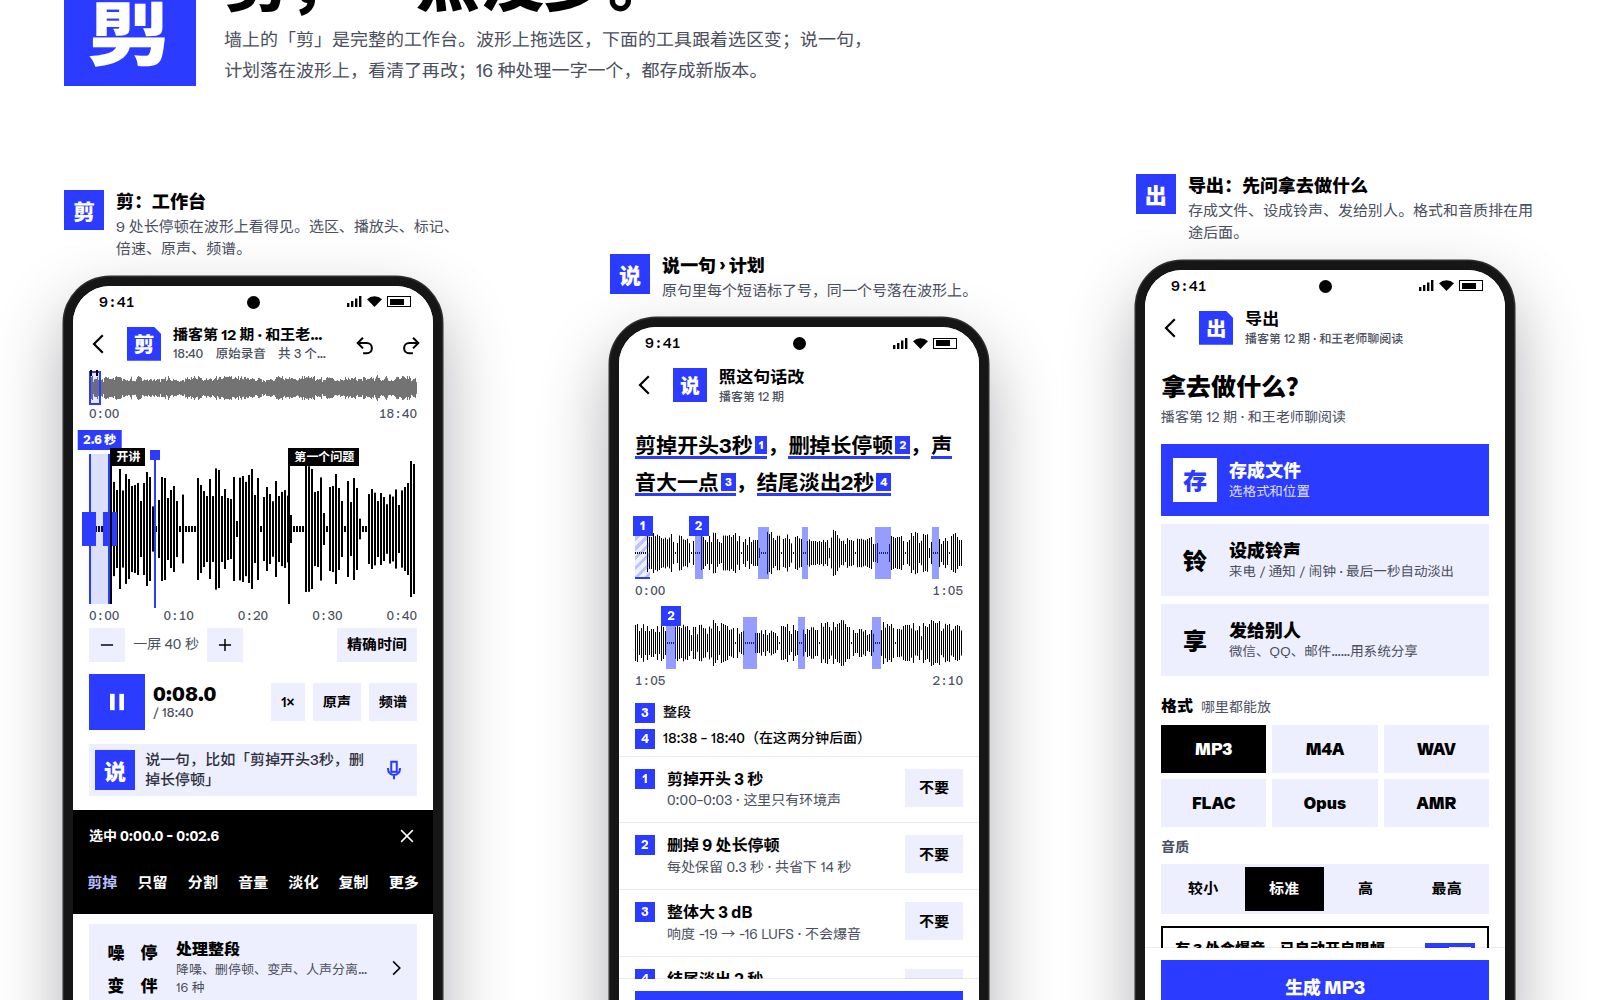 剪
墙上的「剪」是完整的工作台。波形上拖选区，下面的工具跟着选区变；说一句，
计划落在波形上，看清了再改；16 种处理一字一个，都存成新版本。
剪
剪：工作台
9 处长停顿在波形上看得见。选区、播放头、标记、
倍速、原声、频谱。
9:41
剪
播客第 12 期 · 和王老...
18:40 原始录音 共 3 个...
0:00 18:40
2.6 秒
开讲 第一个问题
0:00 0:10 0:20 0:30 0:40
一屏 40 秒
精确时间
0:08.0
/ 18:40
1× 原声 频谱
说
说一句，比如「剪掉开头3秒，删
掉长停顿」
选中 0:00.0 - 0:02.6
剪掉 只留 分割 音量 淡化 复制 更多
噪 停
变 伴
处理整段
降噪、删停顿、变声、人声分离...
16 种
说
说一句 › 计划
原句里每个短语标了号，同一个号落在波形上。
9:41
说
照这句话改
播客第 12 期
剪掉开头3秒 1，删掉长停顿 2，声
音大一点 3，结尾淡出2秒 4
1 2
0:00 1:05
2
1:05 2:10
3 整段
4 18:38 - 18:40（在这两分钟后面）
1 剪掉开头 3 秒
0:00-0:03 · 这里只有环境声
不要
2 删掉 9 处长停顿
每处保留 0.3 秒 · 共省下 14 秒
不要
3 整体大 3 dB
响度 -19 → -16 LUFS · 不会爆音
不要
4 结尾淡出 2 秒
出
导出：先问拿去做什么
存成文件、设成铃声、发给别人。格式和音质排在用
途后面。
9:41
出
导出
播客第 12 期 · 和王老师聊阅读
拿去做什么？
播客第 12 期 · 和王老师聊阅读
存
存成文件
选格式和位置
铃
设成铃声
来电 / 通知 / 闹钟 · 最后一秒自动淡出
享
发给别人
微信、QQ、邮件……用系统分享
格式 哪里都能放
MP3 M4A WAV
FLAC Opus AMR
音质
较小 标准 高 最高
生成 MP3